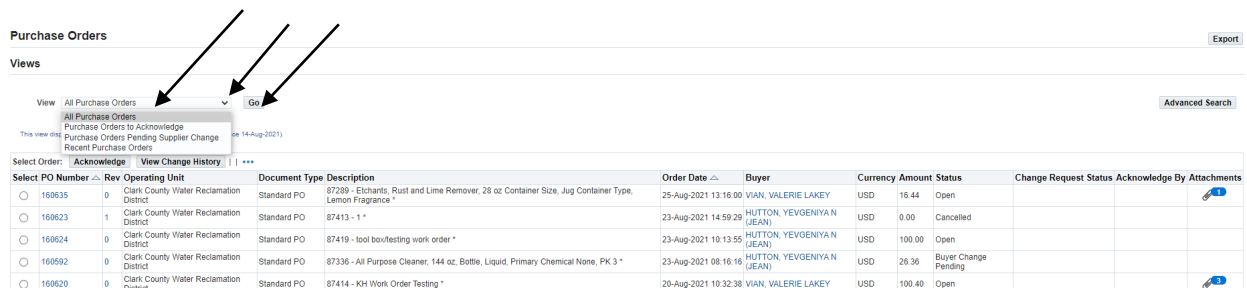 Purchase Orders
Export
Views
View All Purchase Orders Go
Advanced Search
All Purchase Orders
Purchase Orders to Acknowledge
This view disp
Purchase Orders Pending Supplier Change
ce 14-Aug-2021).
Recent Purchase Orders
Select Order: Acknowledge View Change History | | •••
Select PO Number Rev Operating Unit Document Type Description Order Date Buyer Currency Amount Status Change Request Status Acknowledge By Attachments
160635 0 Clark County Water Reclamation District Standard PO 87289 - Etchants, Rust and Lime Remover, 28 oz Container Size, Jug Container Type, Lemon Fragrance * 25-Aug-2021 13:16:00 VIAN, VALERIE LAKEY USD 16.44 Open 1
160623 1 Clark County Water Reclamation District Standard PO 87413 - 1 * 23-Aug-2021 14:59:29 HUTTON, YEVGENIYA N (JEAN) USD 0.00 Cancelled
160624 0 Clark County Water Reclamation District Standard PO 87419 - tool box/testing work order * 23-Aug-2021 10:13:55 HUTTON, YEVGENIYA N (JEAN) USD 100.00 Open
160592 0 Clark County Water Reclamation District Standard PO 87336 - All Purpose Cleaner, 144 oz, Bottle, Liquid, Primary Chemical None, PK 3 * 23-Aug-2021 08:16:16 HUTTON, YEVGENIYA N (JEAN) USD 26.36 Buyer Change Pending
160620 0 Clark County Water Reclamation District Standard PO 87414 - KH Work Order Testing * 20-Aug-2021 10:32:38 VIAN, VALERIE LAKEY USD 100.40 Open 3